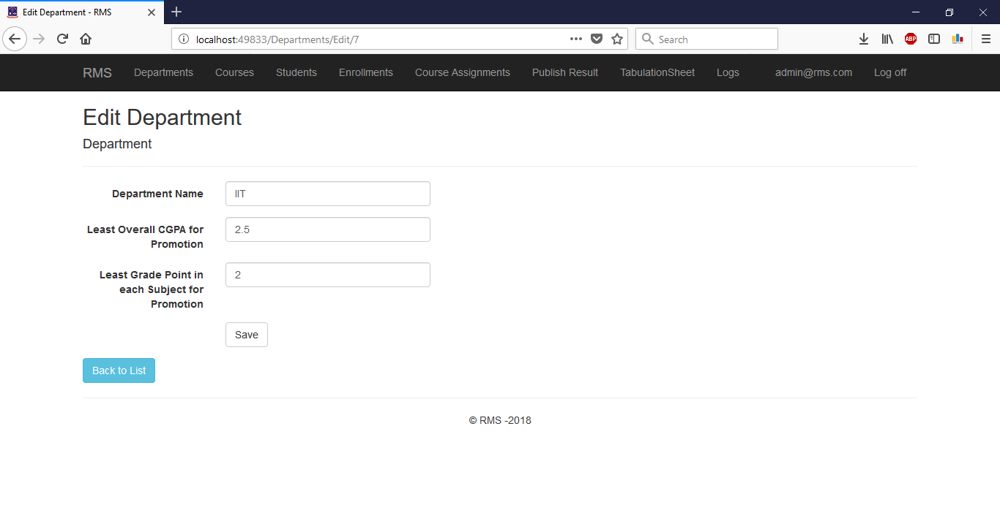 Edit Department - RMS
localhost:49833/Departments/Edit/7
Search
ABP
RMS Departments Courses Students Enrollments Course Assignments Publish Result TabulationSheet Logs admin@rms.com Log off
Edit Department
Department
Department Name IIT
Least Overall CGPA for 2.5
Promotion
Least Grade Point in 2
each Subject for
Promotion
Save
Back to List
© RMS -2018